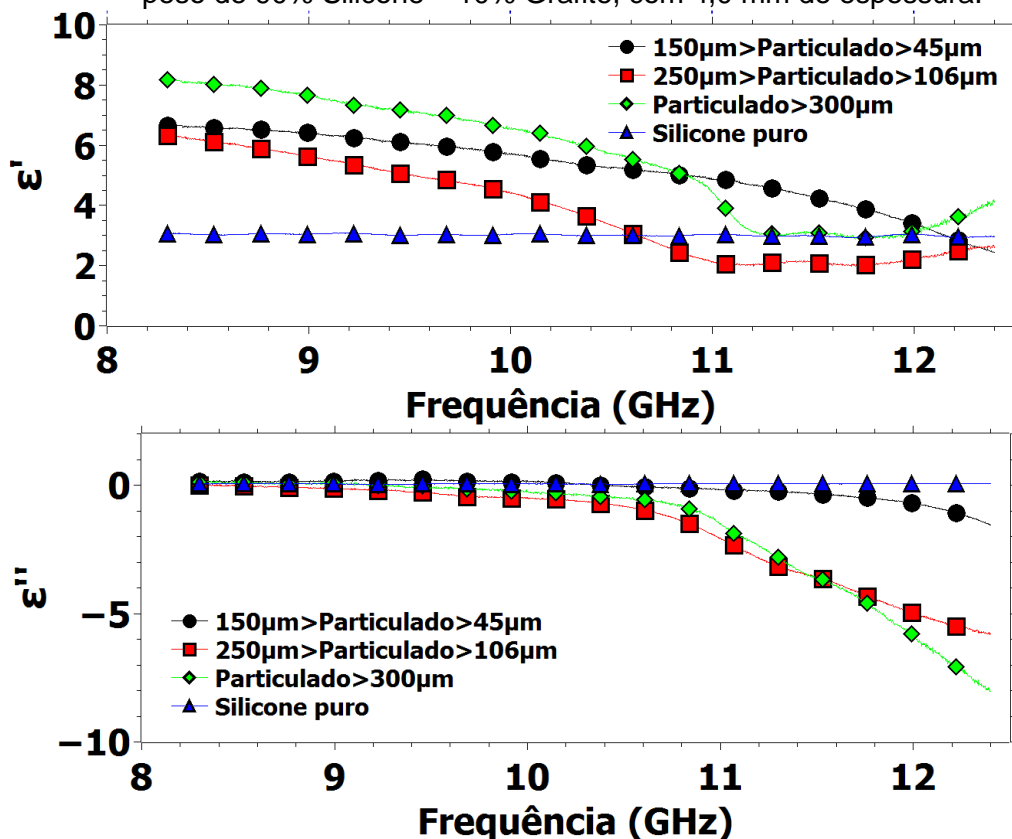 peso de 90% Silicone – 10% Grafite, com 4,0 mm de espessura.
10
8
6
4
2
0
ε'
150μm>Particulado>45μm
250μm>Particulado>106μm
Particulado>300μm
Silicone puro
8 9 10 11 12
Frequência (GHz)
0
−5
−10
ε''
150μm>Particulado>45μm
250μm>Particulado>106μm
Particulado>300μm
Silicone puro
8 9 10 11 12
Frequência (GHz)